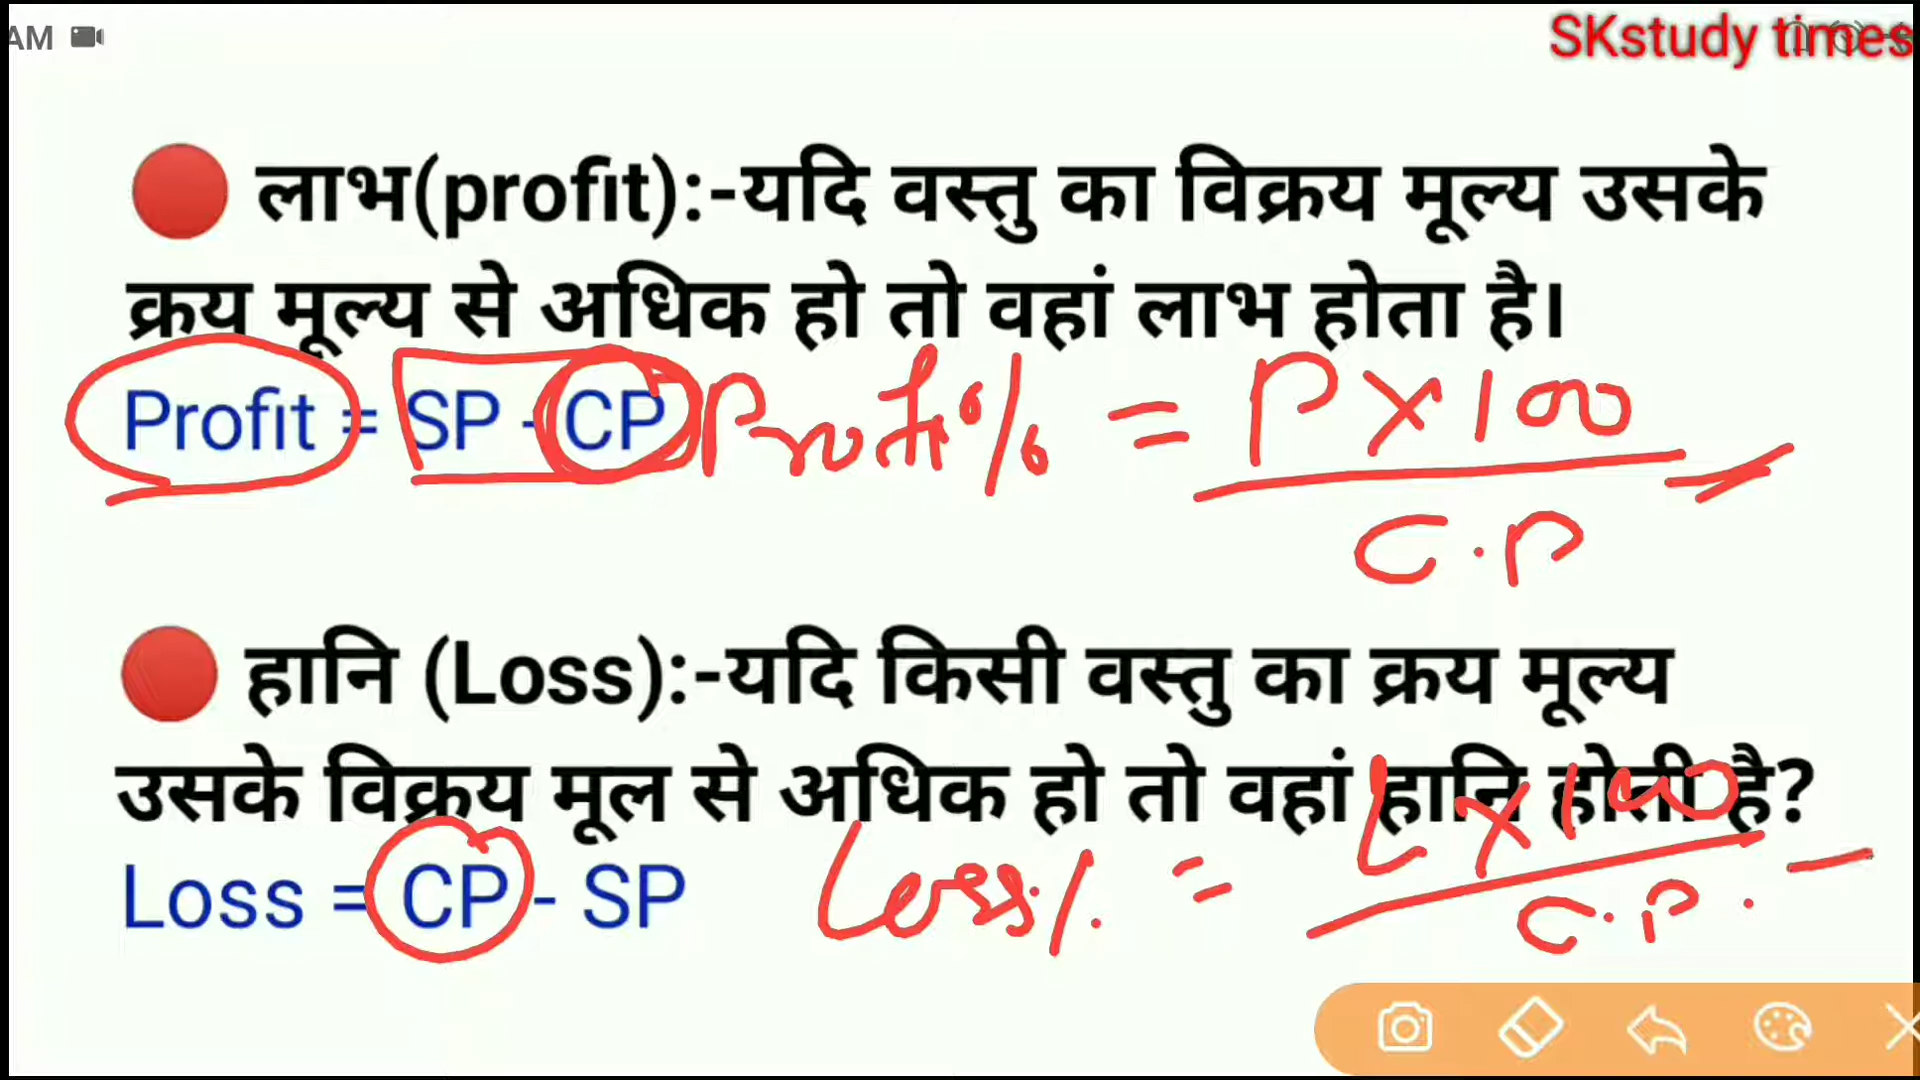 AM
SKstudy times
लाभ(profit):-यदि वस्तु का विक्रय मूल्य उसके
क्रय मूल्य से अधिक हो तो वहां लाभ होता है।
Profit = SP - CP Profit% = P × 100
C.P
हानि (Loss):-यदि किसी वस्तु का क्रय मूल्य
उसके विक्रय मूल से अधिक हो तो वहां हानि होती है?
L × 100
Loss = CP - SP Loss% =
C.P.